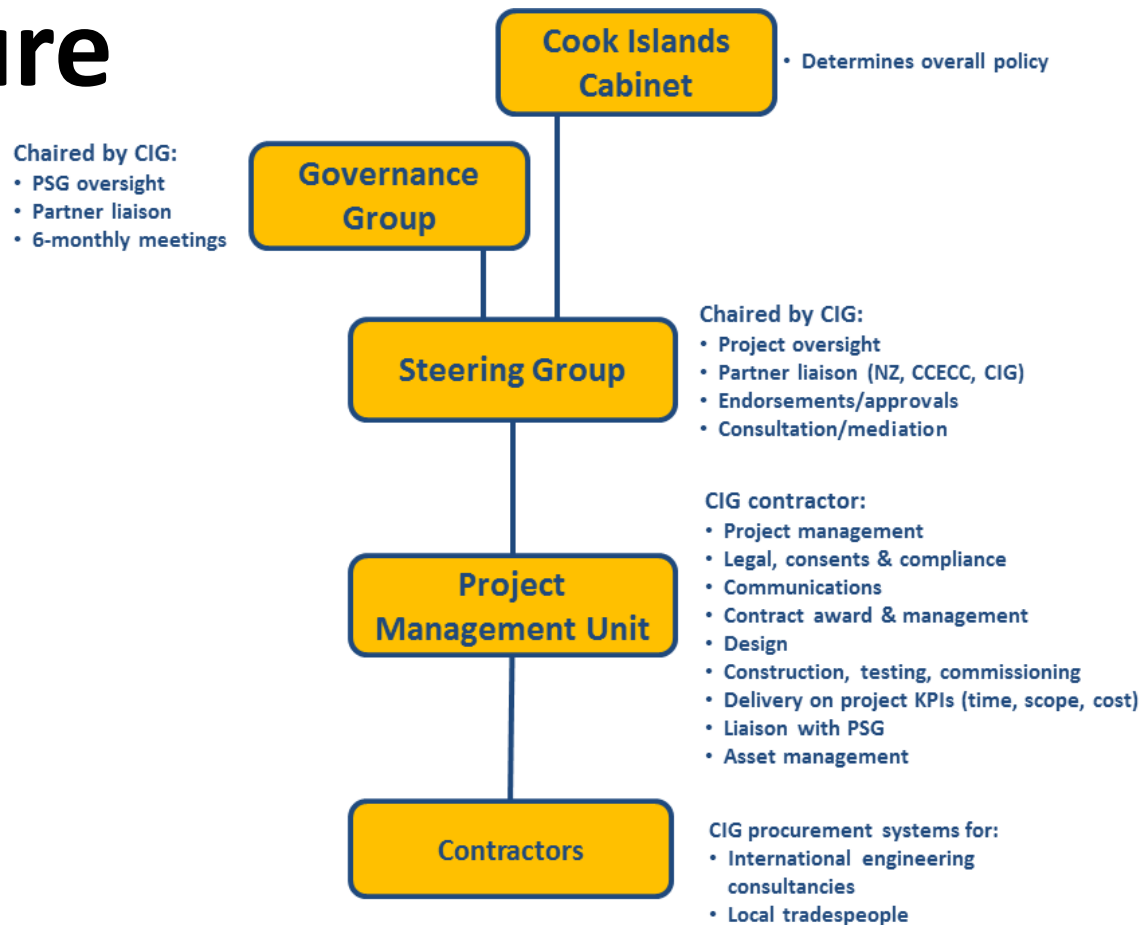 ure
Cook Islands
Cabinet
• Determines overall policy
Chaired by CIG:
• PSG oversight
• Partner liaison
• 6-monthly meetings
Governance
Group
Steering Group
Chaired by CIG:
• Project oversight
• Partner liaison (NZ, CCECC, CIG)
• Endorsements/approvals
• Consultation/mediation
Project
Management Unit
CIG contractor:
• Project management
• Legal, consents & compliance
• Communications
• Contract award & management
• Design
• Construction, testing, commissioning
• Delivery on project KPIs (time, scope, cost)
• Liaison with PSG
• Asset management
Contractors
CIG procurement systems for:
• International engineering
consultancies
• Local tradespeople